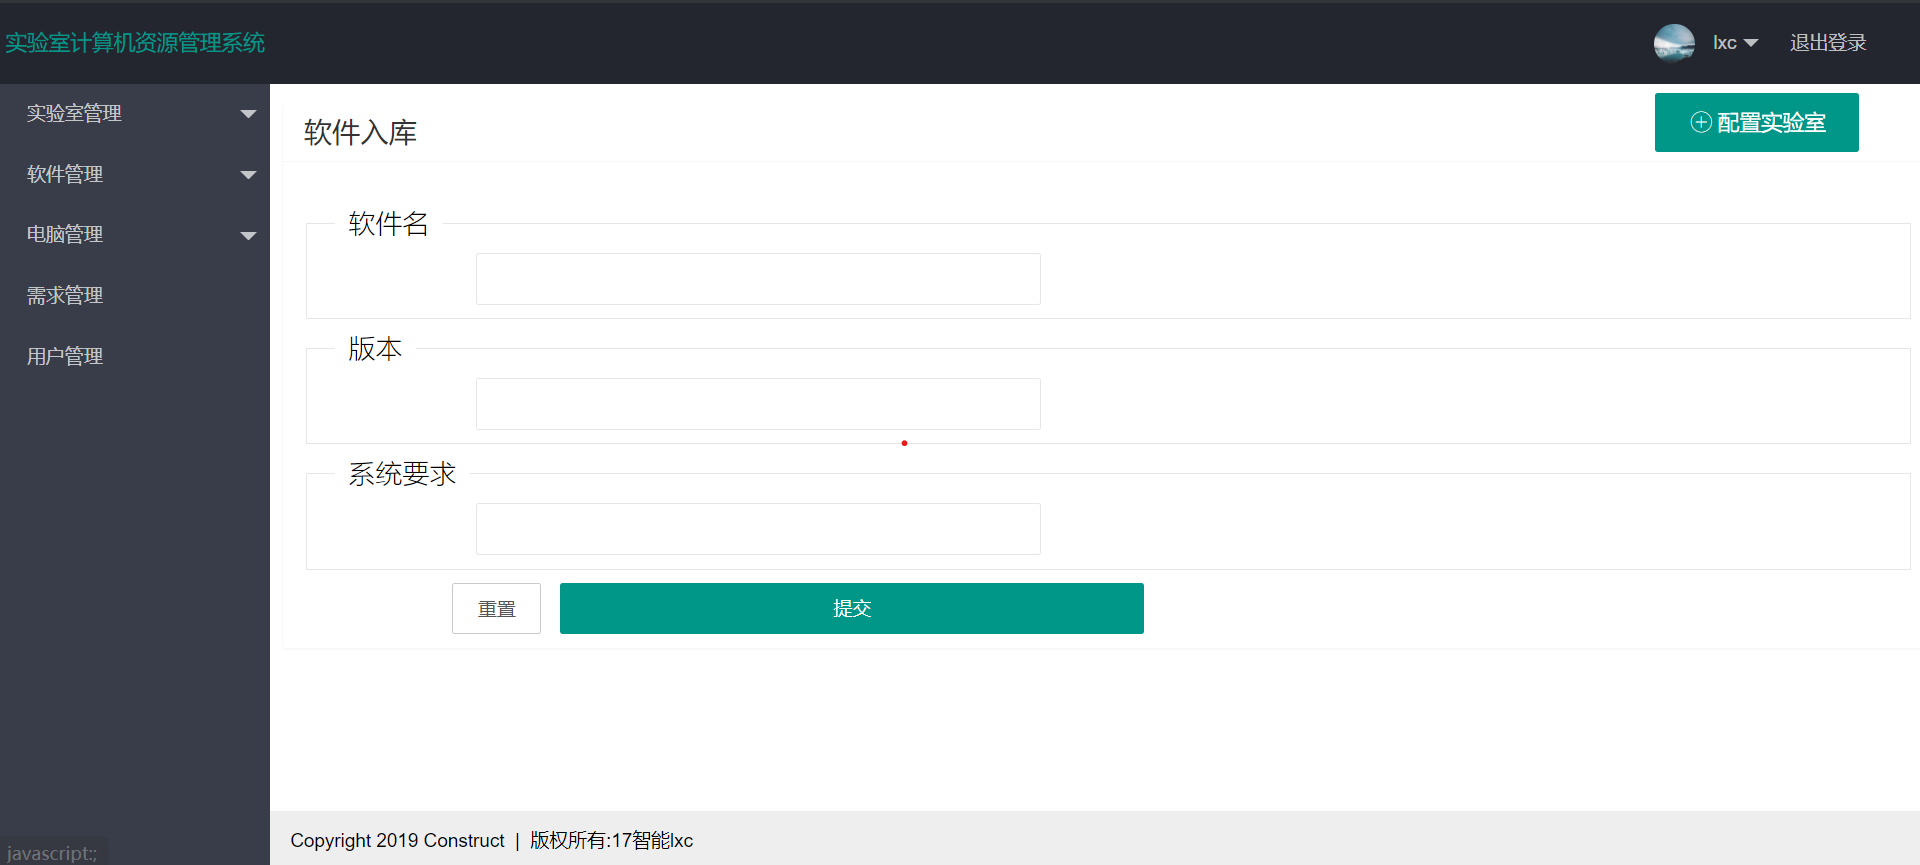 实验室计算机资源管理系统
lxc
退出登录
实验室管理
软件管理
电脑管理
需求管理
用户管理
软件入库
配置实验室
软件名
版本
系统要求
重置
提交
Copyright 2019 Construct | 版权所有:17智能lxc
javascript:;